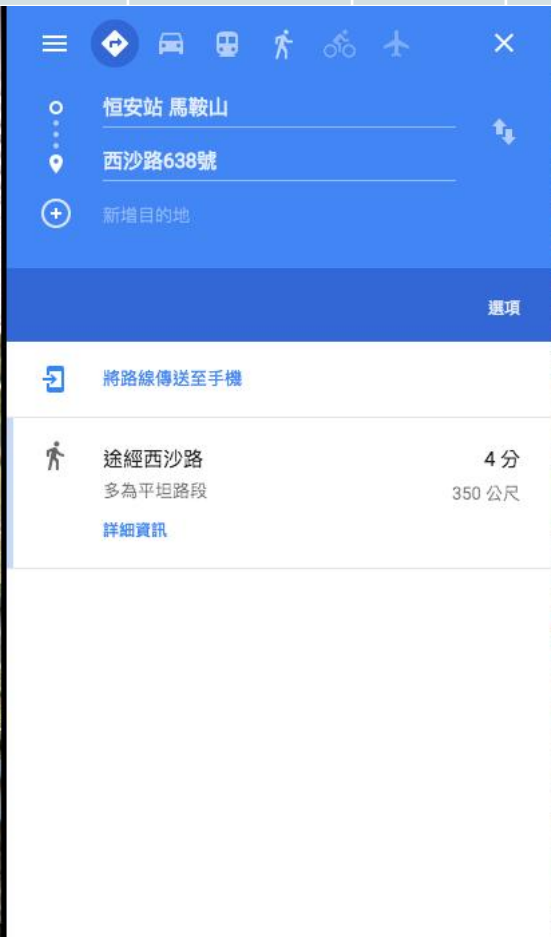 恒安站 馬鞍山
西沙路638號
新增目的地
選項
將路線傳送至手機
途經西沙路 4 分
多為平坦路段 350 公尺
詳細資訊